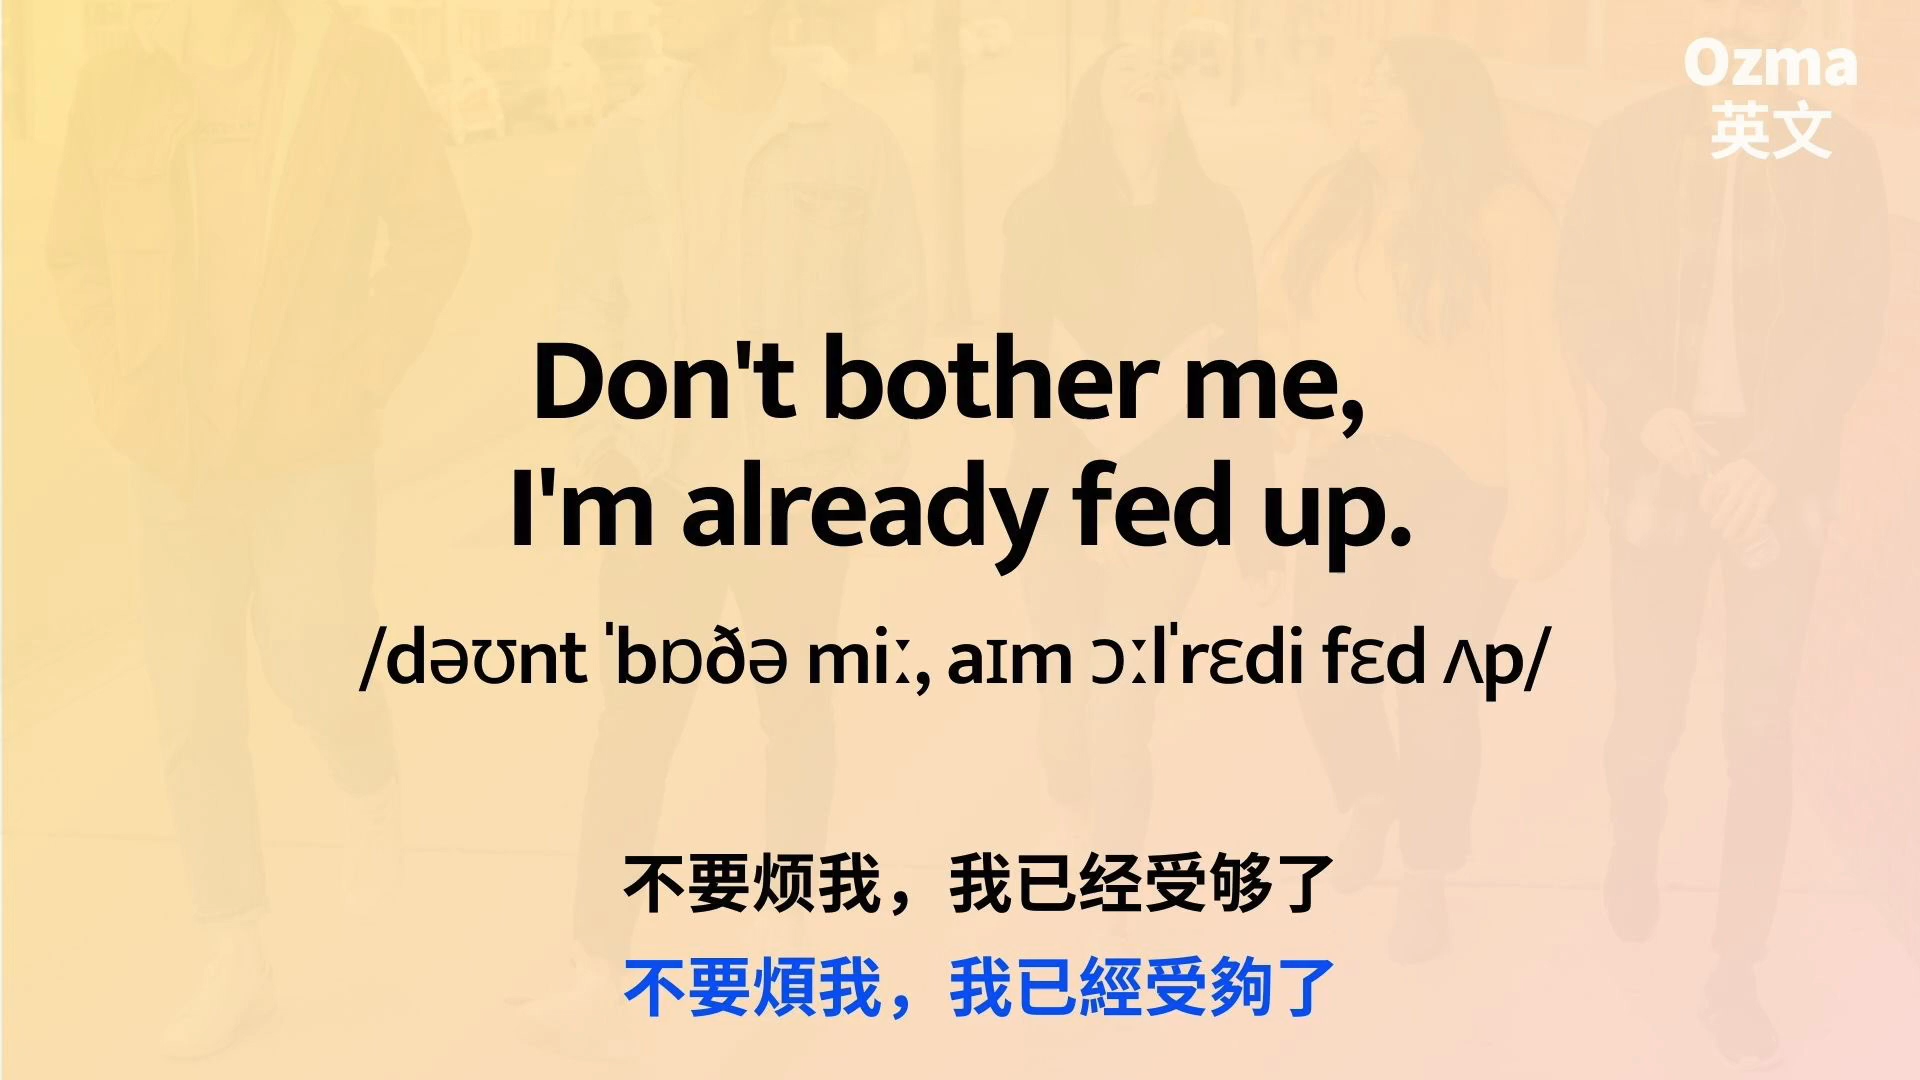 Ozma
英文
Don't bother me,
I'm already fed up.
/dəʊnt ˈbɒðə miː, aɪm ɔːlˈrɛdi fɛd ʌp/
不要烦我，我已经受够了
不要煩我，我已經受夠了